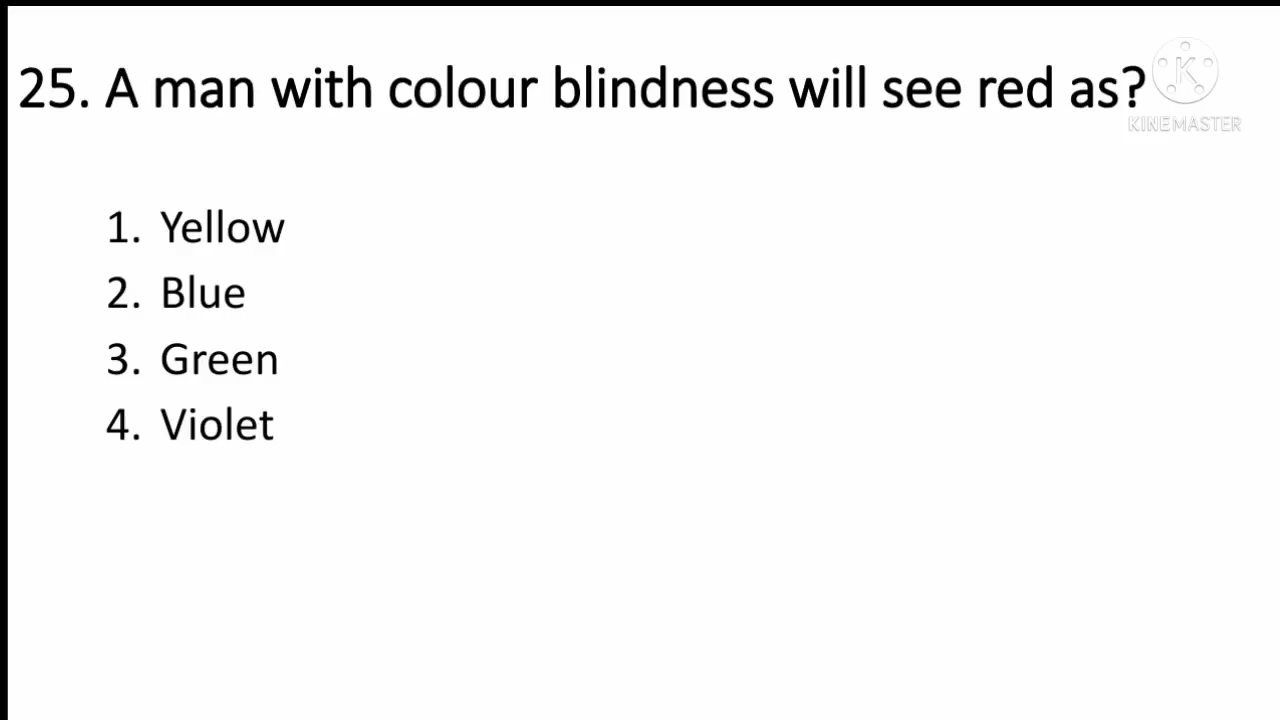 25. A man with colour blindness will see red as?
K
KINEMASTER
1. Yellow
2. Blue
3. Green
4. Violet